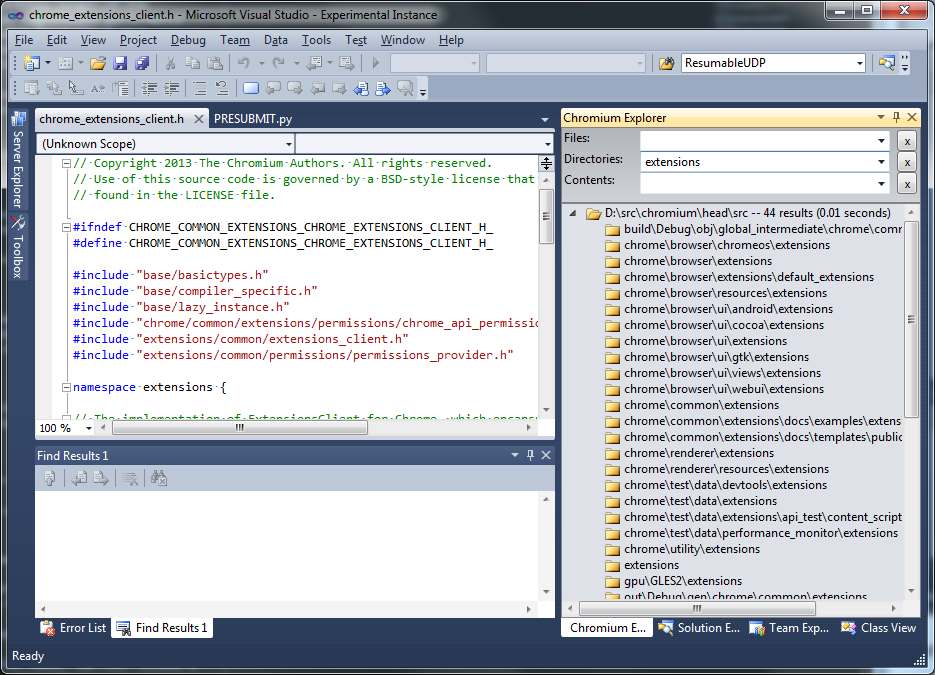 chrome_extensions_client.h - Microsoft Visual Studio - Experimental Instance
File Edit View Project Debug Team Data Tools Test Window Help
ResumableUDP
Server Explorer
Toolbox
chrome_extensions_client.h PRESUBMIT.py
(Unknown Scope)
// Copyright 2013 The Chromium Authors. All rights reserved.
// Use of this source code is governed by a BSD-style license that
// found in the LICENSE file.
#ifndef CHROME_COMMON_EXTENSIONS_CHROME_EXTENSIONS_CLIENT_H_
#define CHROME_COMMON_EXTENSIONS_CHROME_EXTENSIONS_CLIENT_H_
#include "base/basictypes.h"
#include "base/compiler_specific.h"
#include "base/lazy_instance.h"
#include "chrome/common/extensions/permissions/chrome_api_permissio
#include "extensions/common/extensions_client.h"
#include "extensions/common/permissions/permissions_provider.h"
namespace extensions {
// The implementation of ExtensionsClient for Chrome, which
100 %
Find Results 1
Error List Find Results 1
Chromium Explorer
Files: x
Directories: extensions x
Contents: x
D:\src\chromium\head\src -- 44 results (0.01 seconds)
build\Debug\obj\global_intermediate\chrome\comr
chrome\browser\chromeos\extensions
chrome\browser\extensions
chrome\browser\extensions\default_extensions
chrome\browser\resources\extensions
chrome\browser\ui\android\extensions
chrome\browser\ui\cocoa\extensions
chrome\browser\ui\extensions
chrome\browser\ui\gtk\extensions
chrome\browser\ui\views\extensions
chrome\browser\ui\webui\extensions
chrome\common\extensions
chrome\common\extensions\docs\examples\extens
chrome\common\extensions\docs\templates\public
chrome\renderer\extensions
chrome\renderer\resources\extensions
chrome\test\data\devtools\extensions
chrome\test\data\extensions
chrome\test\data\extensions\api_test\content_script
chrome\test\data\performance_monitor\extensions
chrome\utility\extensions
extensions
gpu\GLES2\extensions
out\Debug\gen\chrome\common\extensions
Chromium E... Solution E... Team Exp... Class View
Ready